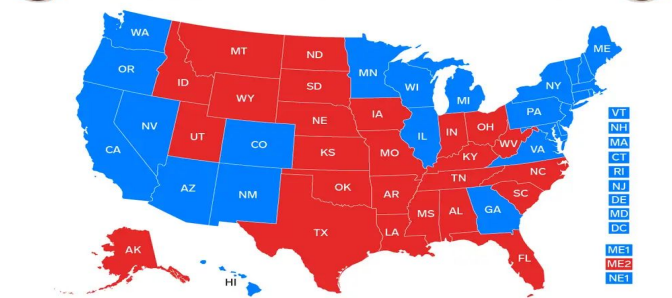 WA
MT
ND
MN
ME
OR
ID
SD
WI
NY
WY
MI
IA
PA
NV
NE
VT
UT
CO
IL
IN
OH
NH
CA
KS
MO
WV
VA
MA
KY
CT
AZ
NM
OK
AR
TN
NC
RI
SC
NJ
MS
AL
GA
DE
TX
LA
MD
DC
AK
FL
ME1
ME2
HI
NE1